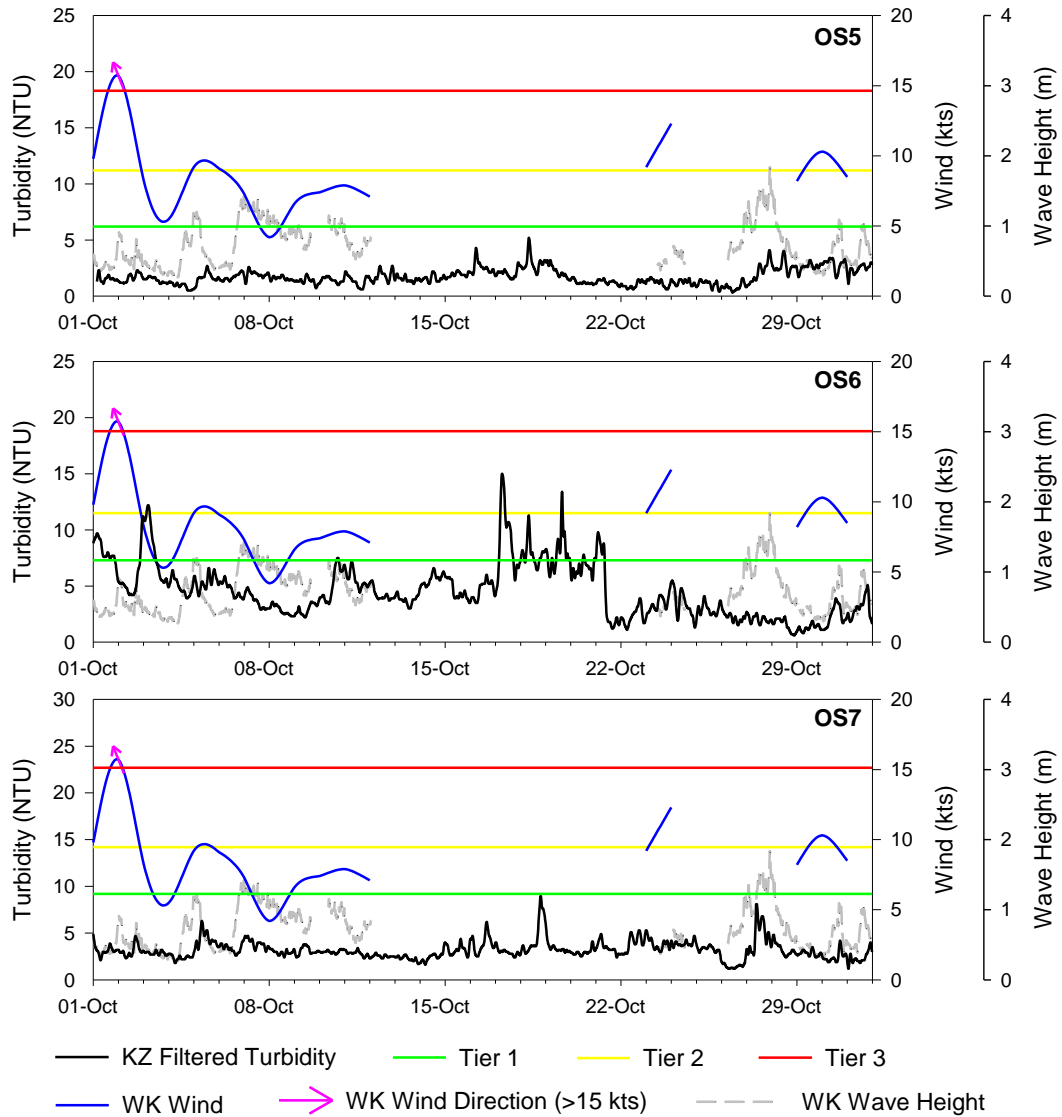 OS5
Turbidity (NTU)
25
20
15
10
5
0
Wind (kts)
20
15
10
5
0
Wave Height (m)
4
3
2
1
0
01-Oct 08-Oct 15-Oct 22-Oct 29-Oct
OS6
Turbidity (NTU)
25
20
15
10
5
0
Wind (kts)
20
15
10
5
0
Wave Height (m)
4
3
2
1
0
01-Oct 08-Oct 15-Oct 22-Oct 29-Oct
OS7
Turbidity (NTU)
30
25
20
15
10
5
0
Wind (kts)
20
15
10
5
0
Wave Height (m)
4
3
2
1
0
01-Oct 08-Oct 15-Oct 22-Oct 29-Oct
KZ Filtered Turbidity Tier 1 Tier 2 Tier 3
WK Wind WK Wind Direction (>15 kts) WK Wave Height